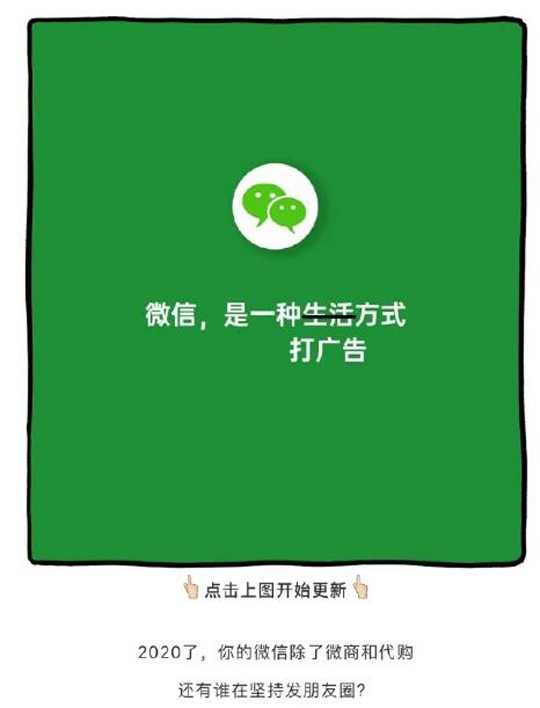 微信，是一种生活方式
打广告
👆点击上图开始更新👆
2020了，你的微信除了微商和代购
还有谁在坚持发朋友圈？